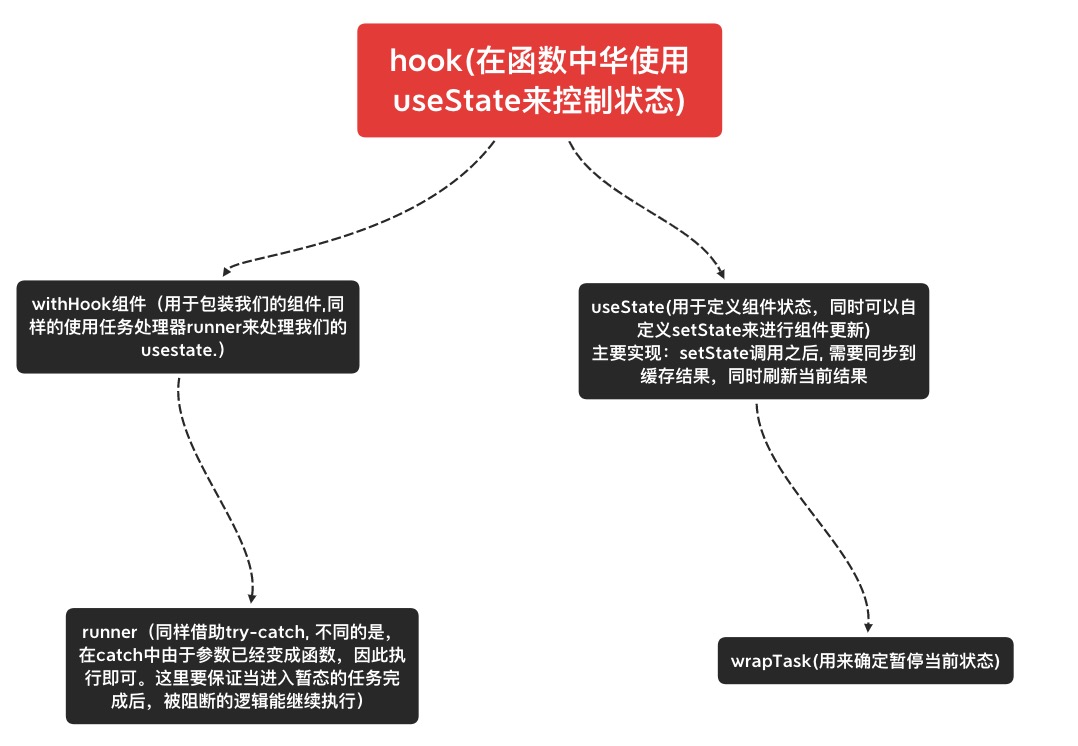 hook(在函数中华使用
useState来控制状态)
withHook组件（用于包装我们的组件,同
样的使用任务处理器runner来处理我们的
usestate.）
useState(用于定义组件状态，同时可以自
定义setState来进行组件更新)
主要实现：setState调用之后, 需要同步到
缓存结果，同时刷新当前结果
runner（同样借助try-catch, 不同的是，
在catch中由于参数已经变成函数，因此执
行即可。这里要保证当进入暂态的任务完
成后，被阻断的逻辑能继续执行）
wrapTask(用来确定暂停当前状态)